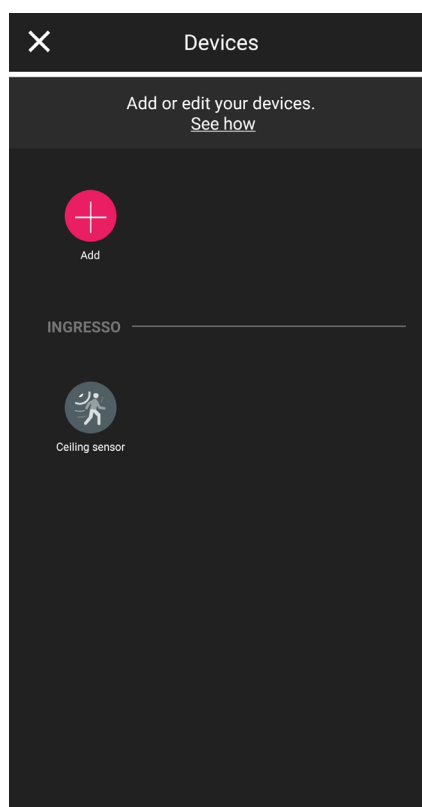 Devices
Add or edit your devices.
See how
Add
INGRESSO
Ceiling sensor